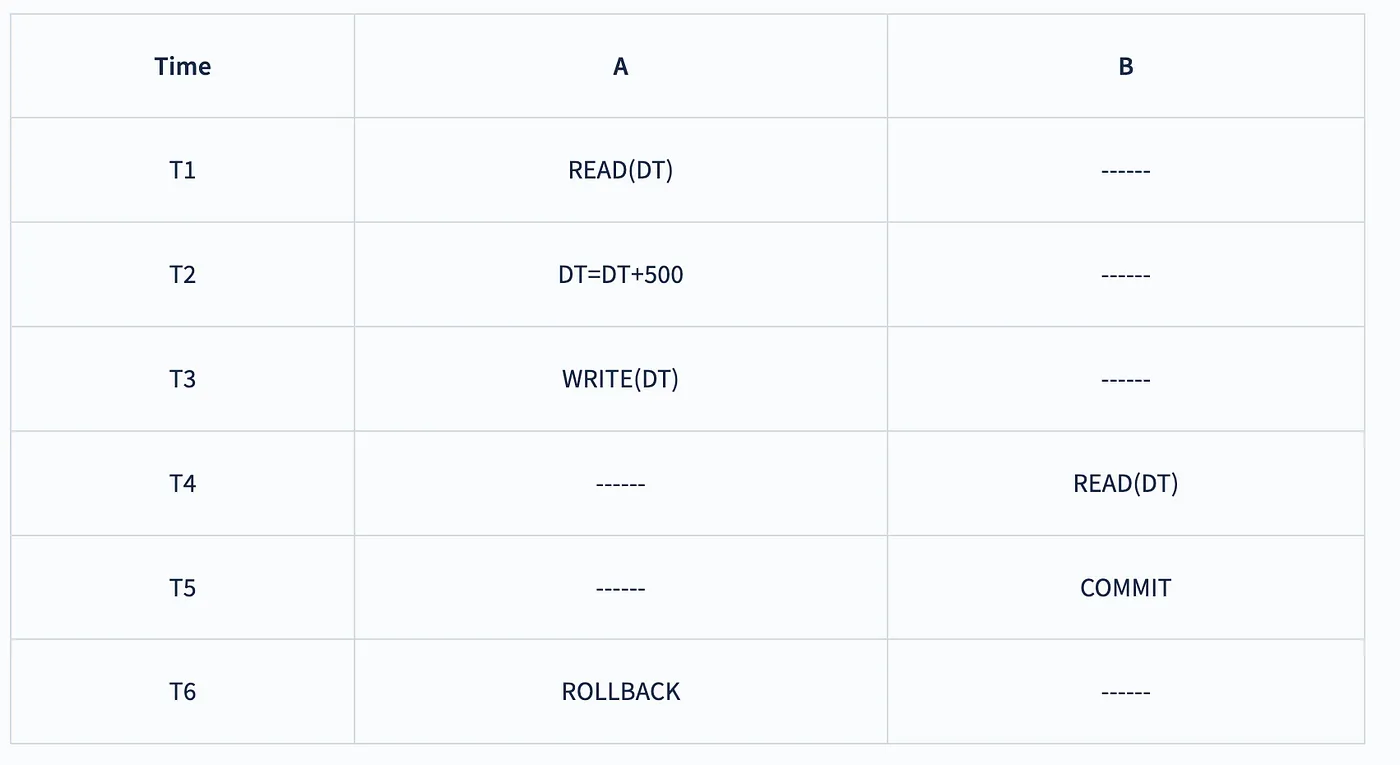 Time A B
T1 READ(DT) ------
T2 DT=DT+500 ------
T3 WRITE(DT) ------
T4 ------ READ(DT)
T5 ------ COMMIT
T6 ROLLBACK ------